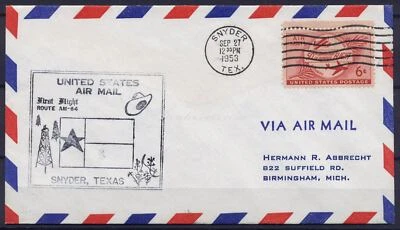 UNITED STATES
AIR MAIL
First Flight
ROUTE AM-64
SNYDER, TEXAS
SNYDER
SEP 27
12 30 PM
1953
TEX.
AIR
6¢
UNITED STATES POSTAGE
VIA AIR MAIL
HERMANN R. ABBRECHT
822 SUFFIELD RD.
BIRMINGHAM, MICH.